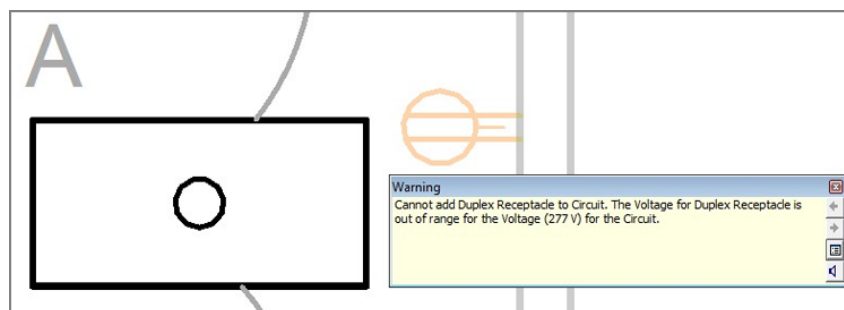 A
Warning
Cannot add Duplex Receptacle to Circuit. The Voltage for Duplex Receptacle is
out of range for the Voltage (277 V) for the Circuit.